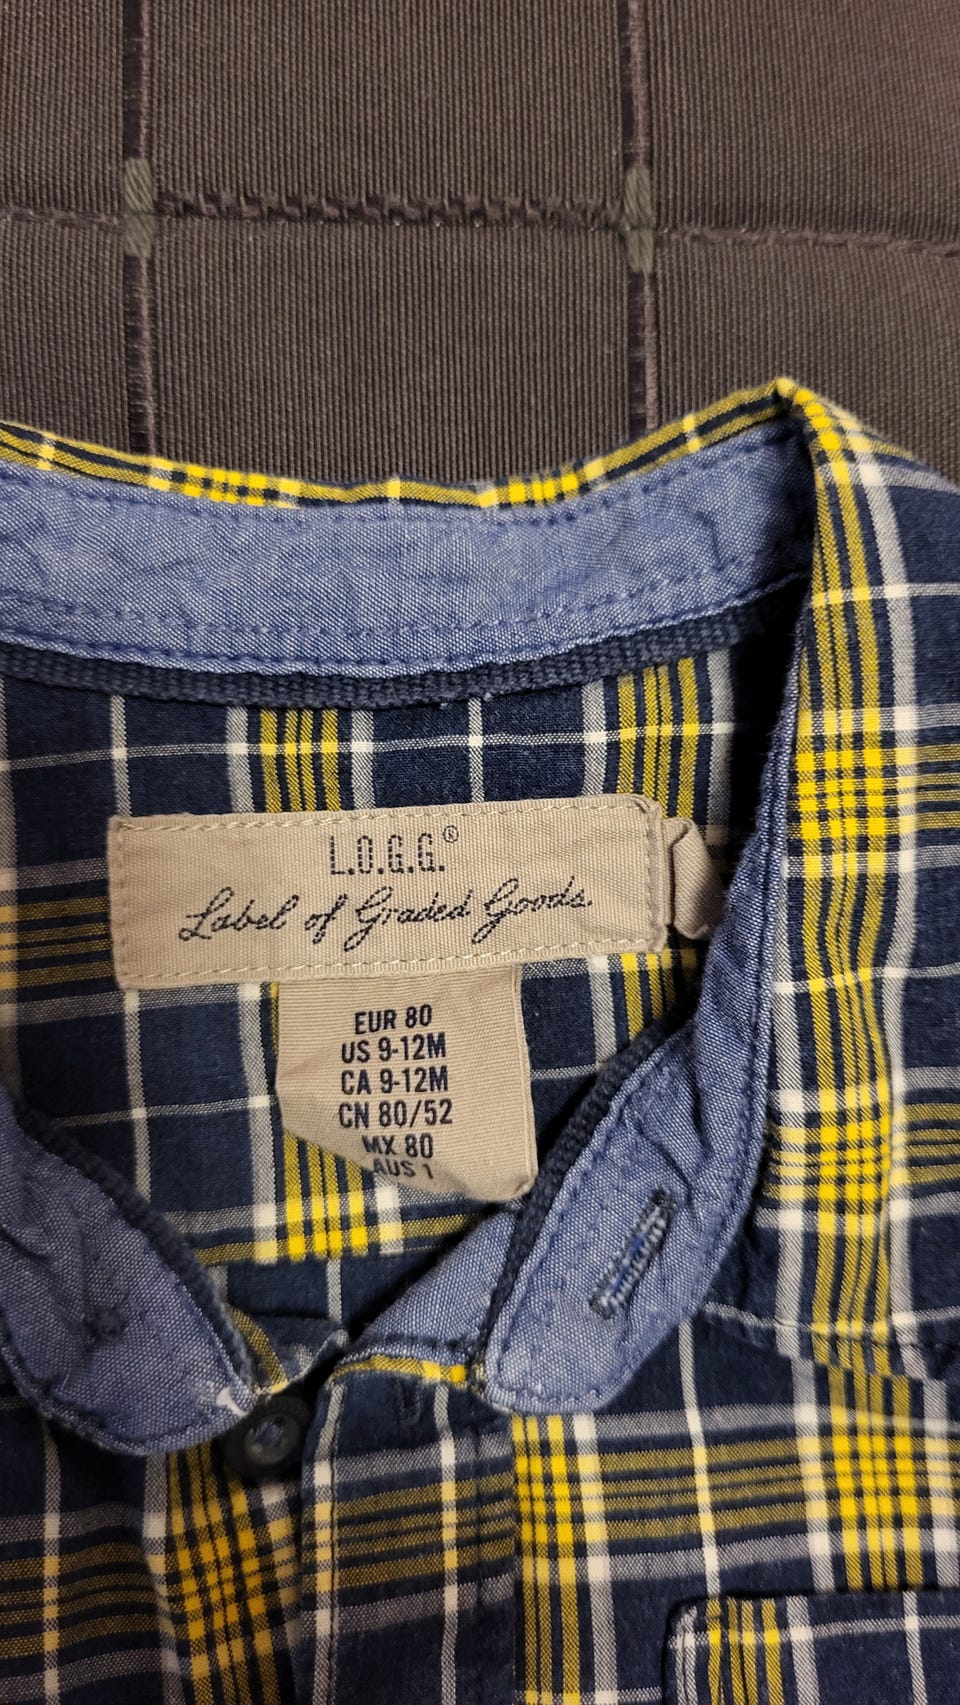 L.O.G.G.®
Label of Graded Goods
EUR 80
US 9-12M
CA 9-12M
CN 80/52
MX 80
AUS 1